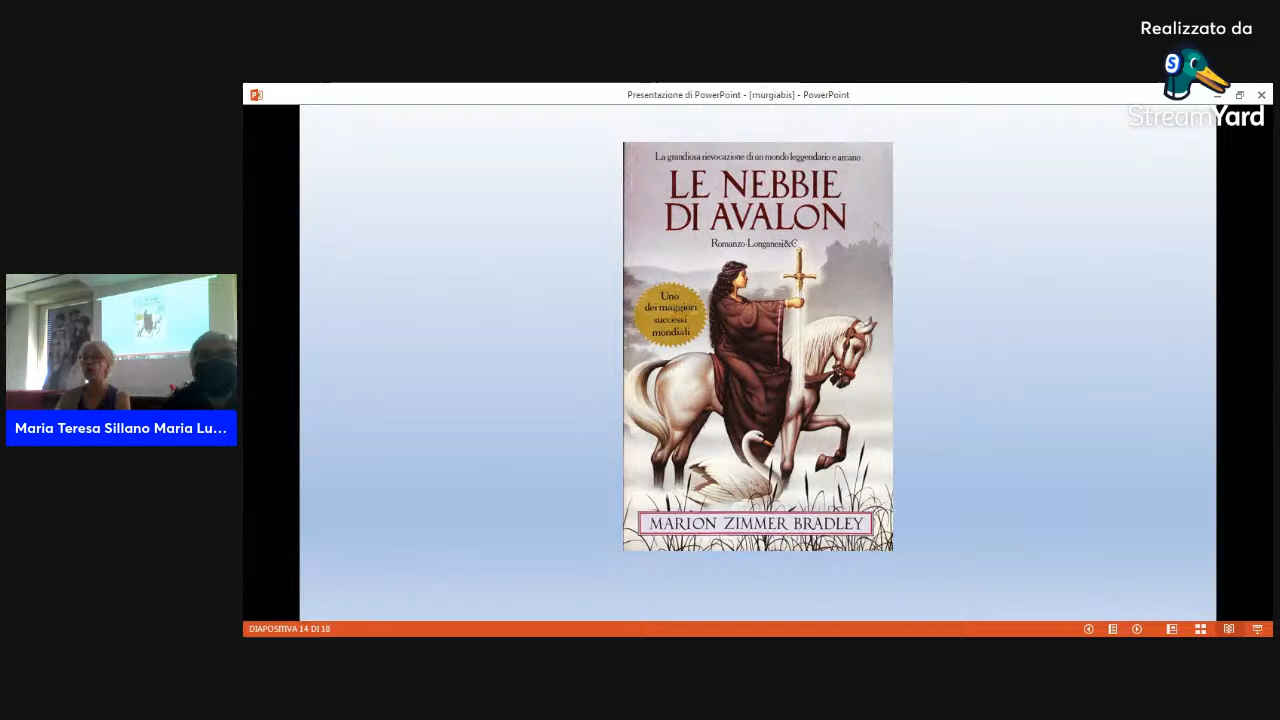 Realizzato da
S
StreamYard
Presentazione di PowerPoint - [murgiabis] - PowerPoint
La grandiosa rievocazione di un mondo leggendario e arcano
LE NEBBIE
DI AVALON
Romanzo·Longanesi&C.
Uno
dei maggiori
successi
mondiali
MARION ZIMMER BRADLEY
Maria Teresa Sillano Maria Lu...
DIAPOSITIVA 14 DI 18